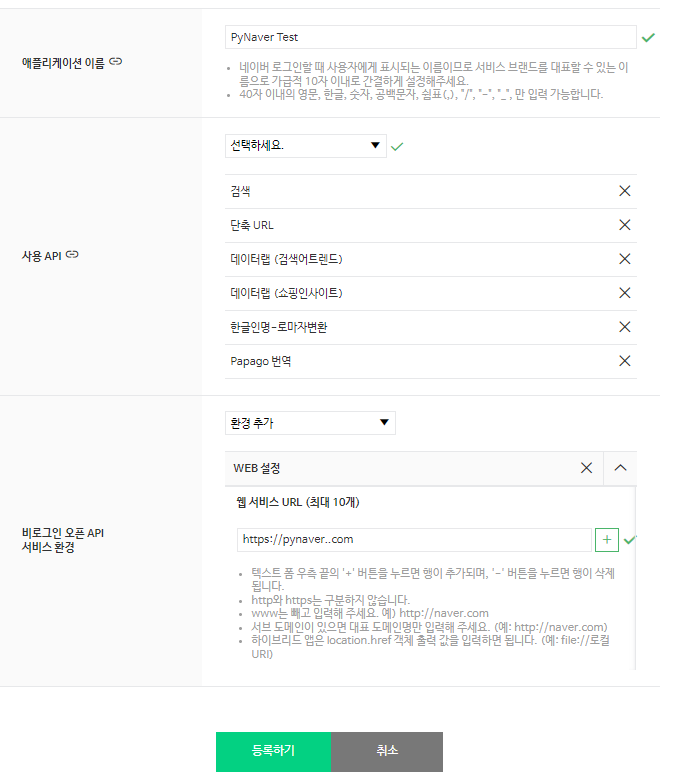 애플리케이션 이름
PyNaver Test
네이버 로그인할 때 사용자에게 표시되는 이름이므로 서비스 브랜드를 대표할 수 있는 이
름으로 가급적 10자 이내로 간결하게 설정해주세요.
40자 이내의 영문, 한글, 숫자, 공백문자, 쉼표(,), "/", "-", "_", 만 입력 가능합니다.
사용 API
선택하세요.
검색
단축 URL
데이터랩 (검색어트렌드)
데이터랩 (쇼핑인사이트)
한글인명-로마자변환
Papago 번역
비로그인 오픈 API
서비스 환경
환경 추가
WEB 설정
웹 서비스 URL (최대 10개)
https://pynaver..com
텍스트 폼 우측 끝의 '+' 버튼을 누르면 행이 추가되며, '-' 버튼을 누르면 행이 삭제
됩니다.
http와 https는 구분하지 않습니다.
www는 빼고 입력해 주세요. 예) http://naver.com
서브 도메인이 있으면 대표 도메인명만 입력해 주세요. (예: http://naver.com)
하이브리드 앱은 location.href 객체 출력 값을 입력하면 됩니다. (예: file://로컬
URI)
등록하기
취소